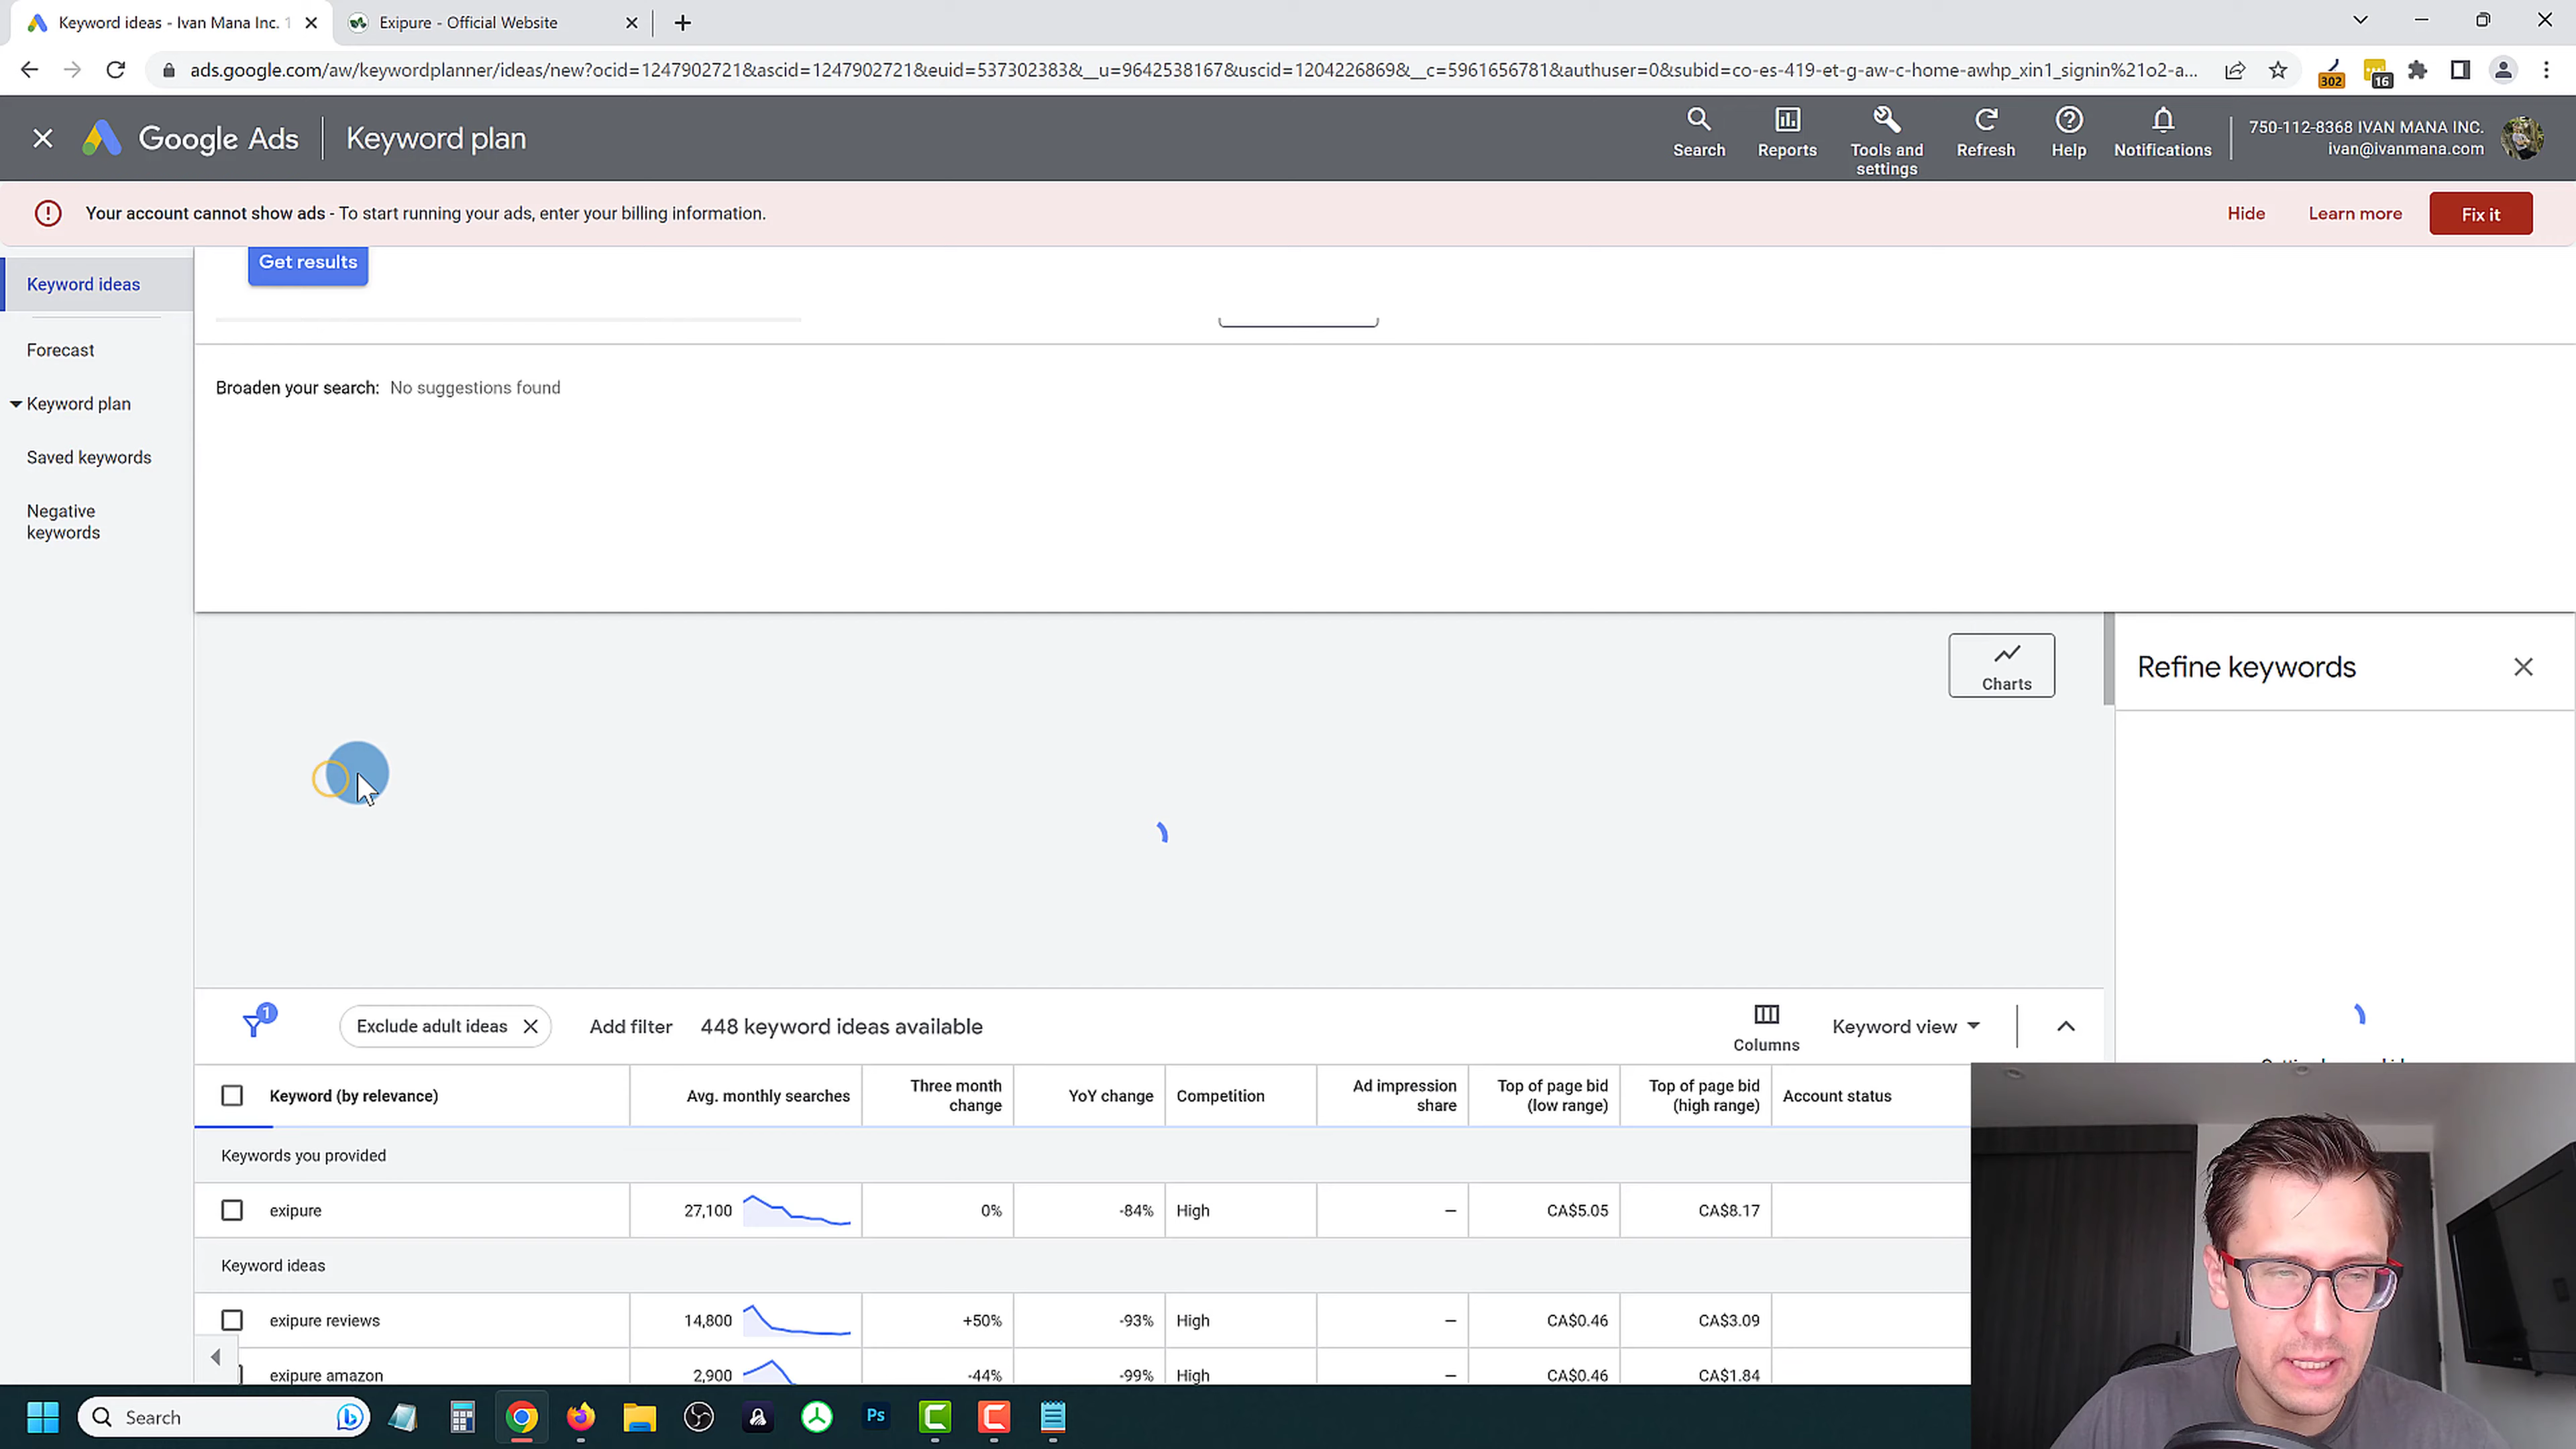 Keyword ideas - Ivan Mana Inc. 1
Exipure - Official Website
ads.google.com/aw/keywordplanner/ideas/new?ocid=1247902721&ascid=1247902721&euid=537302383&__u=9642538167&uscid=1204226869&__c=5961656781&authuser=0&subid=co-es-419-et-g-aw-c-home-awhp_xin1_signin%21o2-a...
302
16
Google Ads
Keyword plan
Search
Reports
Tools and
settings
Refresh
Help
Notifications
750-112-8368 IVAN MANA INC.
ivan@ivanmana.com
Your account cannot show ads - To start running your ads, enter your billing information.
Hide
Learn more
Fix it
Keyword ideas
Forecast
Keyword plan
Saved keywords
Negative
keywords
Get results
Broaden your search: No suggestions found
Charts
Refine keywords
1
Exclude adult ideas
Add filter
448 keyword ideas available
Columns
Keyword view
Keyword (by relevance)
Avg. monthly searches
Three month
change
YoY change
Competition
Ad impression
share
Top of page bid
(low range)
Top of page bid
(high range)
Account status
Keywords you provided
exipure 27,100 0% -84% High – CA$5.05 CA$8.17
Keyword ideas
exipure reviews 14,800 +50% -93% High – CA$0.46 CA$3.09
exipure amazon 2,900 -44% -99% High – CA$0.46 CA$1.84
Search
Ps